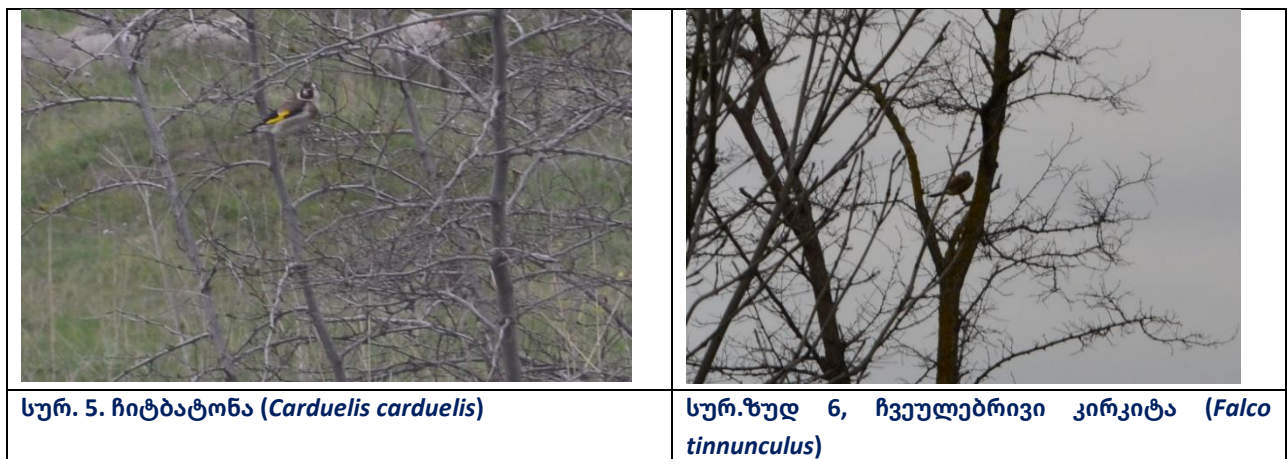 სურ. 5. ჩიტბატონა (Carduelis carduelis)
სურ.ზუდ 6, ჩვეულებრივი კირკიტა (Falco
tinnunculus)